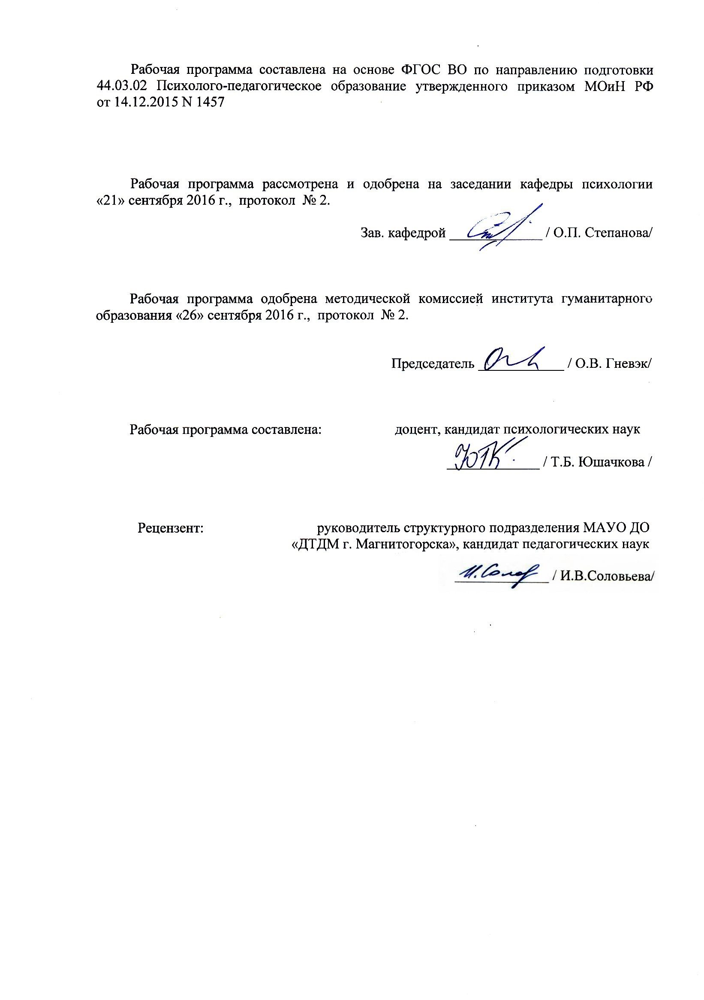 Рабочая программа составлена на основе ФГОС ВО по направлению подготовки
44.03.02 Психолого-педагогическое образование утвержденного приказом МОиН РФ
от 14.12.2015 N 1457
Рабочая программа рассмотрена и одобрена на заседании кафедры психологии
«21» сентября 2016 г., протокол № 2.
Зав. кафедрой ____________ / О.П. Степанова/
Рабочая программа одобрена методической комиссией института гуманитарного
образования «26» сентября 2016 г., протокол № 2.
Председатель ____________ / О.В. Гневэк/
Рабочая программа составлена: доцент, кандидат психологических наук
____________ / Т.Б. Юшачкова /
Рецензент: руководитель структурного подразделения МАУО ДО
«ДТДМ г. Магнитогорска», кандидат педагогических наук
И. Солов / И.В.Соловьева/